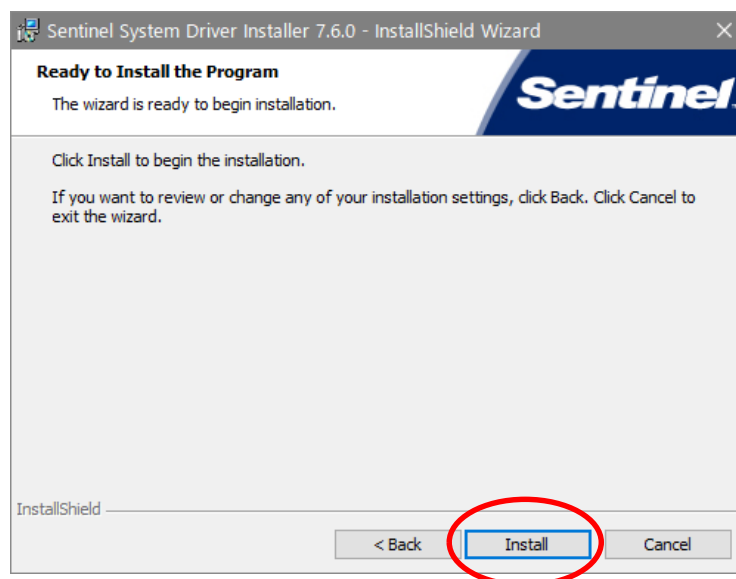 Sentinel System Driver Installer 7.6.0 - InstallShield Wizard
Ready to Install the Program
The wizard is ready to begin installation.
Sentinel
Click Install to begin the installation.
If you want to review or change any of your installation settings, click Back. Click Cancel to
exit the wizard.
InstallShield
< Back
Install
Cancel